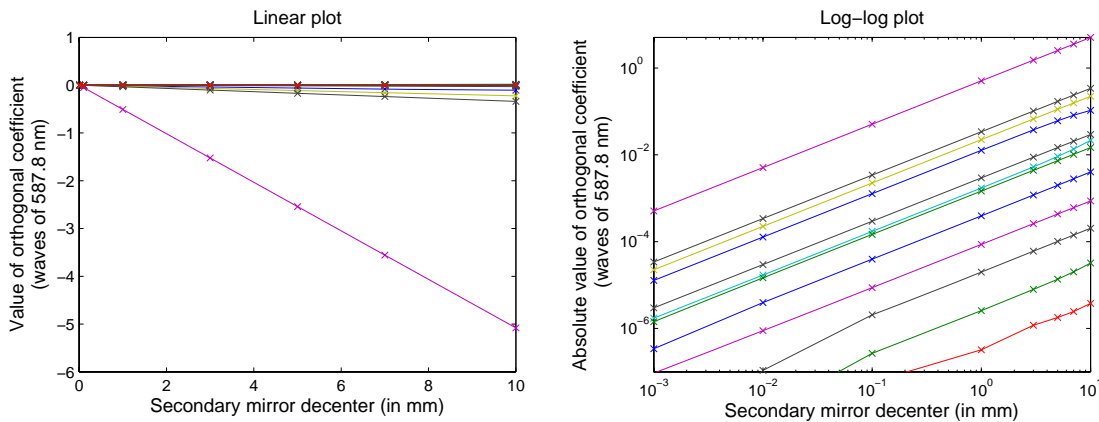 Linear plot
Value of orthogonal coefficient
(waves of 587.8 nm)
1
0
−1
−2
−3
−4
−5
−6
0
2
4
6
8
10
Secondary mirror decenter (in mm)
Log−log plot
Absolute value of orthogonal coefficient
(waves of 587.8 nm)
10^0
10^−2
10^−4
10^−6
10^−3
10^−2
10^−1
10^0
10^1
Secondary mirror decenter (in mm)